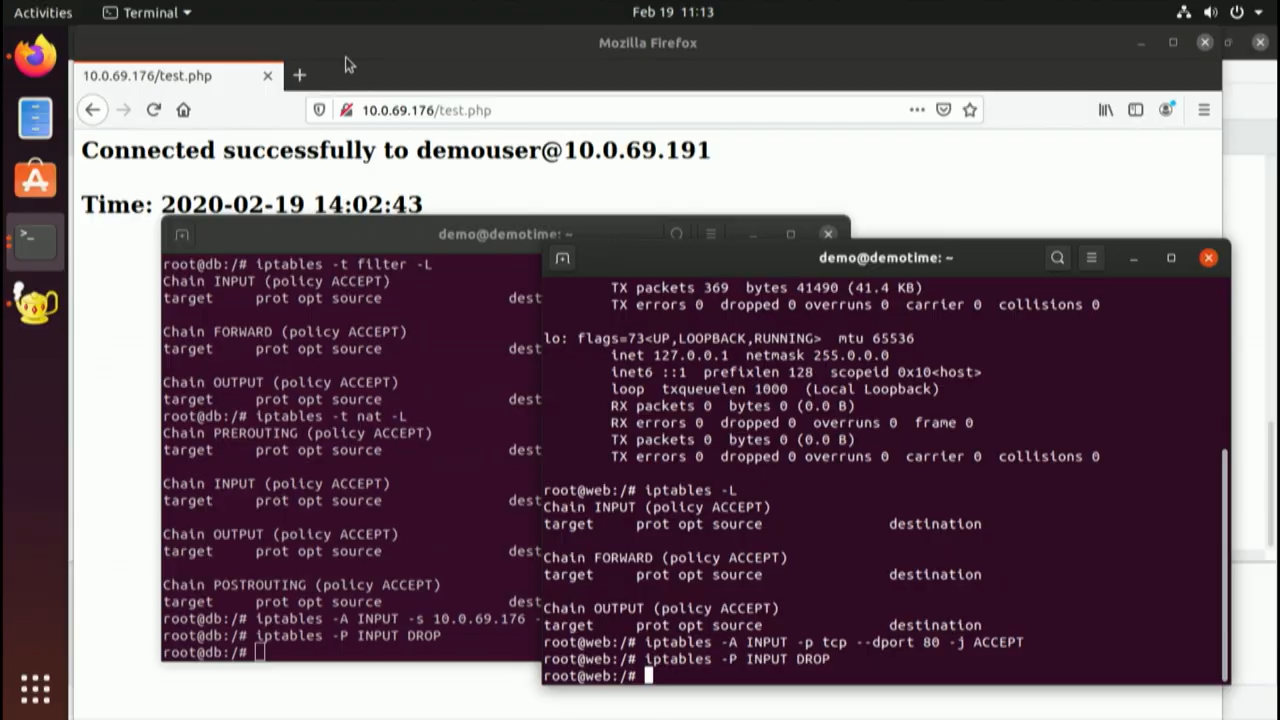 Activities
Terminal
Feb 19 11:13
Mozilla Firefox
10.0.69.176/test.php
10.0.69.176/test.php
Connected successfully to demouser@10.0.69.191
Time: 2020-02-19 14:02:43
demo@demotime: ~
root@db:/# iptables -t filter -L
Chain INPUT (policy ACCEPT)
target     prot opt source               dest
Chain FORWARD (policy ACCEPT)
target     prot opt source               dest
Chain OUTPUT (policy ACCEPT)
target     prot opt source               dest
root@db:/# iptables -t nat -L
Chain PREROUTING (policy ACCEPT)
target     prot opt source               dest
Chain INPUT (policy ACCEPT)
target     prot opt source               dest
Chain OUTPUT (policy ACCEPT)
target     prot opt source               dest
Chain POSTROUTING (policy ACCEPT)
target     prot opt source               dest
root@db:/# iptables -A INPUT -s 10.0.69.176 -
root@db:/# iptables -P INPUT DROP
root@db:/#
demo@demotime: ~
TX packets 369  bytes 41490 (41.4 KB)
TX errors 0  dropped 0 overruns 0  carrier 0  collisions 0
lo: flags=73<UP,LOOPBACK,RUNNING>  mtu 65536
inet 127.0.0.1  netmask 255.0.0.0
inet6 ::1  prefixlen 128  scopeid 0x10<host>
loop  txqueuelen 1000  (Local Loopback)
RX packets 0  bytes 0 (0.0 B)
RX errors 0  dropped 0  overruns 0  frame 0
TX packets 0  bytes 0 (0.0 B)
TX errors 0  dropped 0 overruns 0  carrier 0  collisions 0
root@web:/# iptables -L
Chain INPUT (policy ACCEPT)
target     prot opt source               destination
Chain FORWARD (policy ACCEPT)
target     prot opt source               destination
Chain OUTPUT (policy ACCEPT)
target     prot opt source               destination
root@web:/# iptables -A INPUT -p tcp --dport 80 -j ACCEPT
root@web:/# iptables -P INPUT DROP
root@web:/#